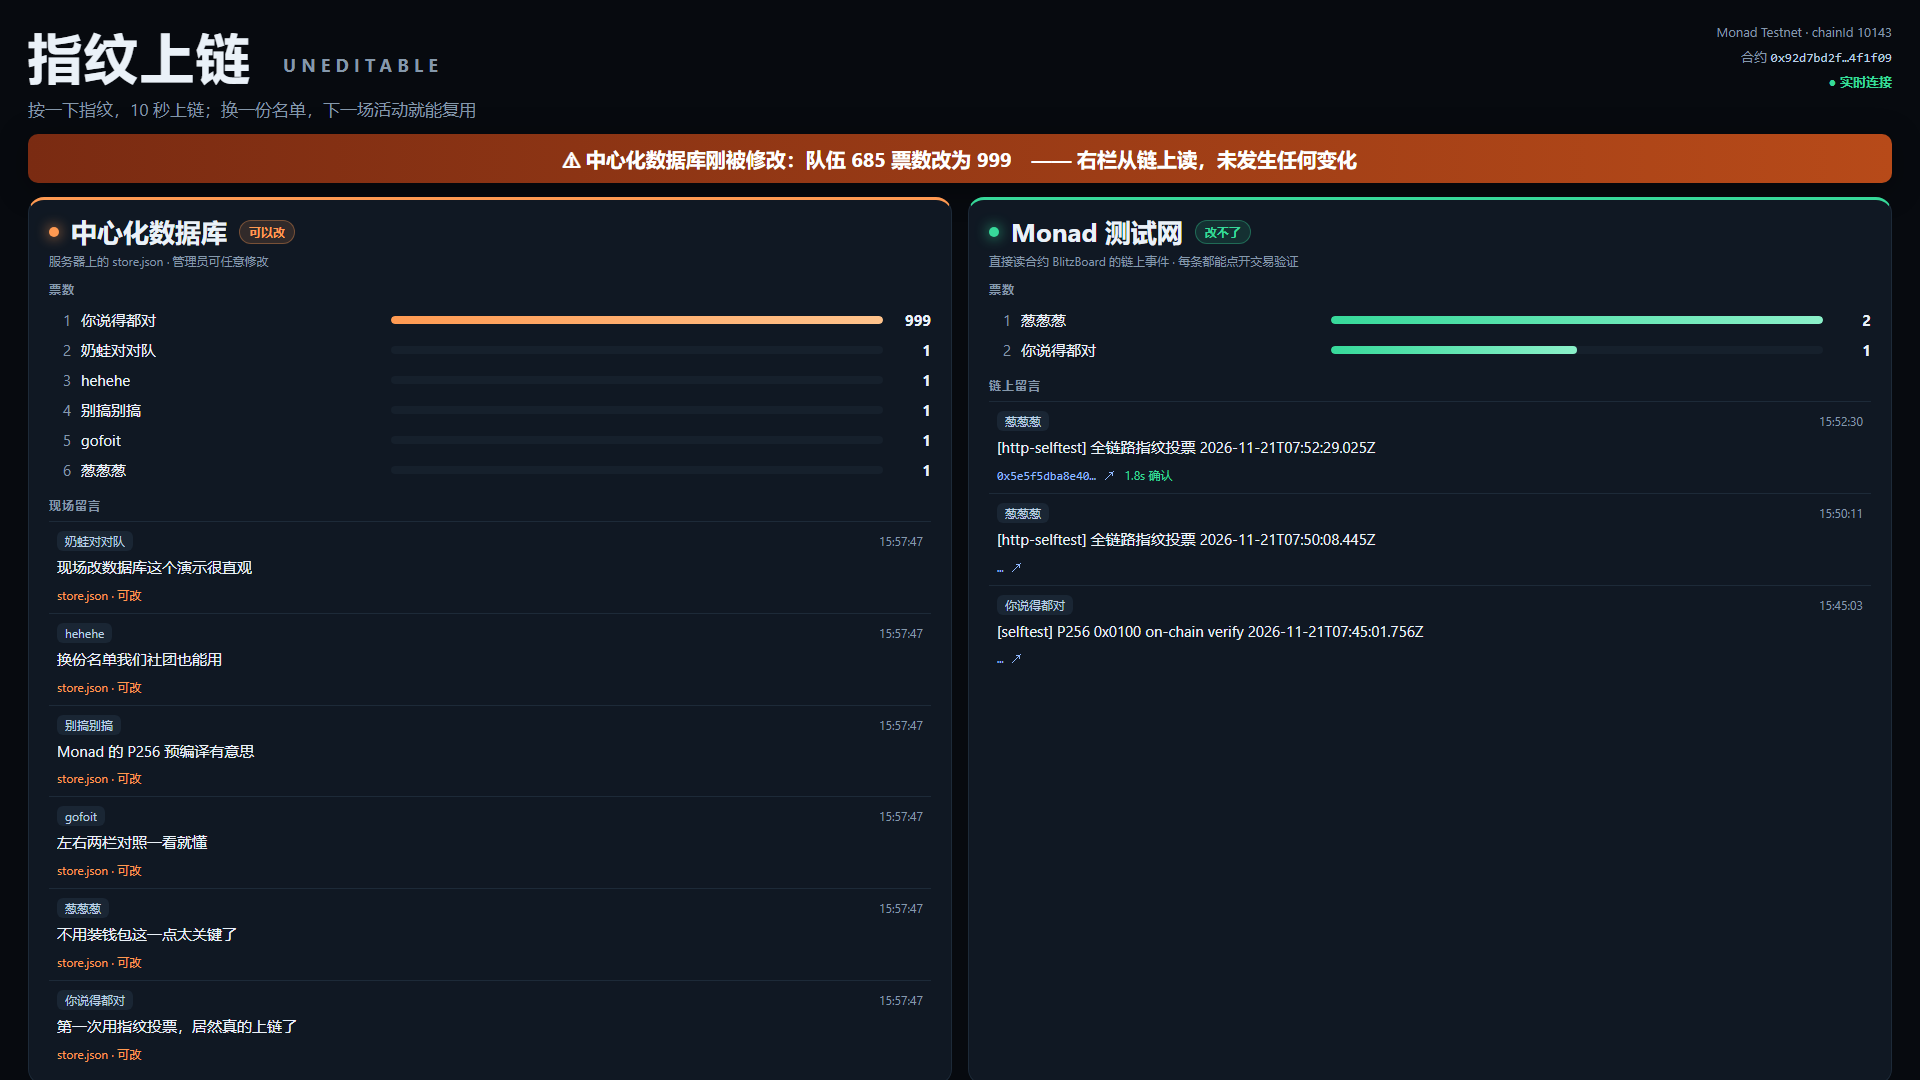 指纹上链 UNEDITABLE
按一下指纹，10 秒上链；换一份名单，下一场活动就能复用
Monad Testnet · chainId 10143
合约 0x92d7bd2f…4f1f09
● 实时连接
⚠ 中心化数据库刚被修改：队伍 685 票数改为 999 —— 右栏从链上读，未发生任何变化
中心化数据库 可以改
服务器上的 store.json · 管理员可任意修改
票数
1 你说得都对 999
2 奶蛙对对队 1
3 hehehe 1
4 别搞别搞 1
5 gofoit 1
6 葱葱葱 1
现场留言
奶蛙对对队 15:57:47
现场改数据库这个演示很直观
store.json · 可改
hehehe 15:57:47
换份名单我们社团也能用
store.json · 可改
别搞别搞 15:57:47
Monad 的 P256 预编译有意思
store.json · 可改
gofoit 15:57:47
左右两栏对照一看就懂
store.json · 可改
葱葱葱 15:57:47
不用装钱包这一点太关键了
store.json · 可改
你说得都对 15:57:47
第一次用指纹投票，居然真的上链了
store.json · 可改
Monad 测试网 改不了
直接读合约 BlitzBoard 的链上事件 · 每条都能点开交易验证
票数
1 葱葱葱 2
2 你说得都对 1
链上留言
葱葱葱 15:52:30
[http-selftest] 全链路指纹投票 2026-11-21T07:52:29.025Z
0x5e5f5dba8e40… ↗ 1.8s 确认
葱葱葱 15:50:11
[http-selftest] 全链路指纹投票 2026-11-21T07:50:08.445Z
… ↗
你说得都对 15:45:03
[selftest] P256 0x0100 on-chain verify 2026-11-21T07:45:01.756Z
… ↗